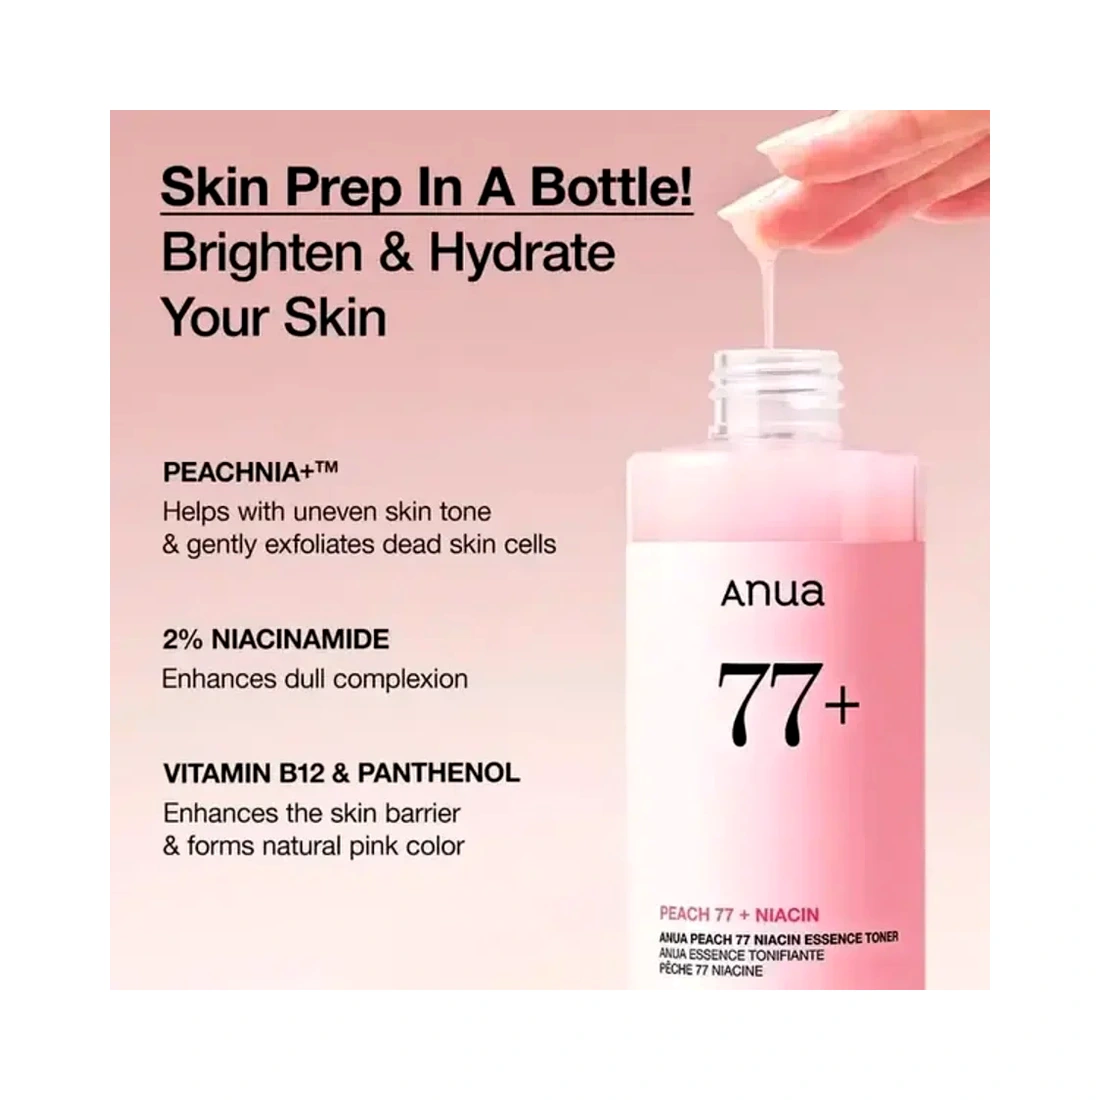 Skin Prep In A Bottle!
Brighten & Hydrate
Your Skin
PEACHNIA+™
Helps with uneven skin tone
& gently exfoliates dead skin cells
2% NIACINAMIDE
Enhances dull complexion
VITAMIN B12 & PANTHENOL
Enhances the skin barrier
& forms natural pink color
Anua
77+
PEACH 77 + NIACIN
ANUA PEACH 77 NIACIN ESSENCE TONER
ANUA ESSENCE TONIFIANTE
PÊCHE 77 NIACINE